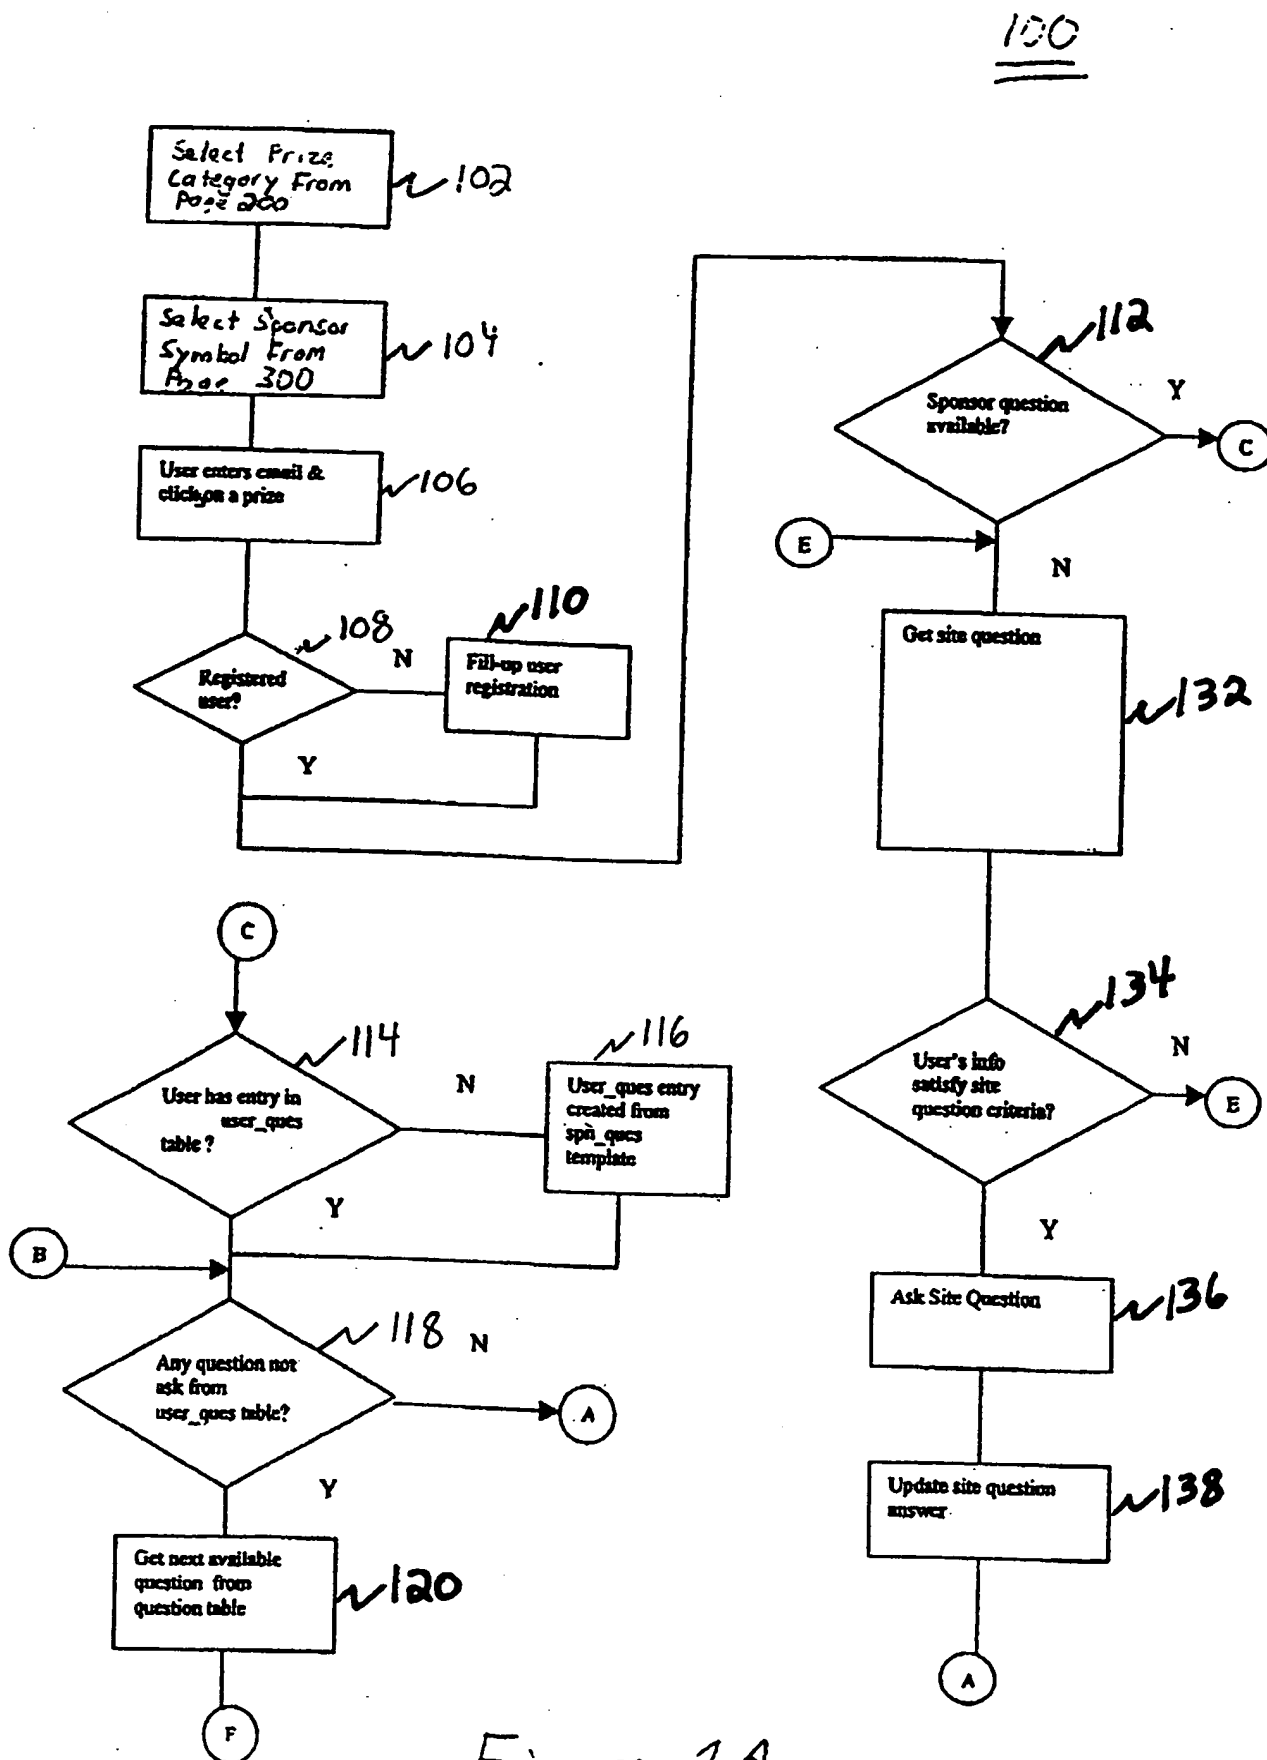 100
Select Prize
Category From
Page 200
102
Select Sponsor
Symbol From
Page 300
104
User enters email &
click on a prize
106
108
Registered
user?
N
Y
110
Fill-up user
registration
112
Sponsor question
available?
Y
C
E
N
Get site question
132
134
User's info
satisfy site
question criteria?
N
E
Y
Ask Site Question
136
Update site question
answer
138
A
C
114
User has entry in
user_ques
table ?
N
Y
116
User_ques entry
created from
spn_ques
template
B
118
Any question not
ask from
user_ques table?
N
A
Y
Get next available
question from
question table
120
F